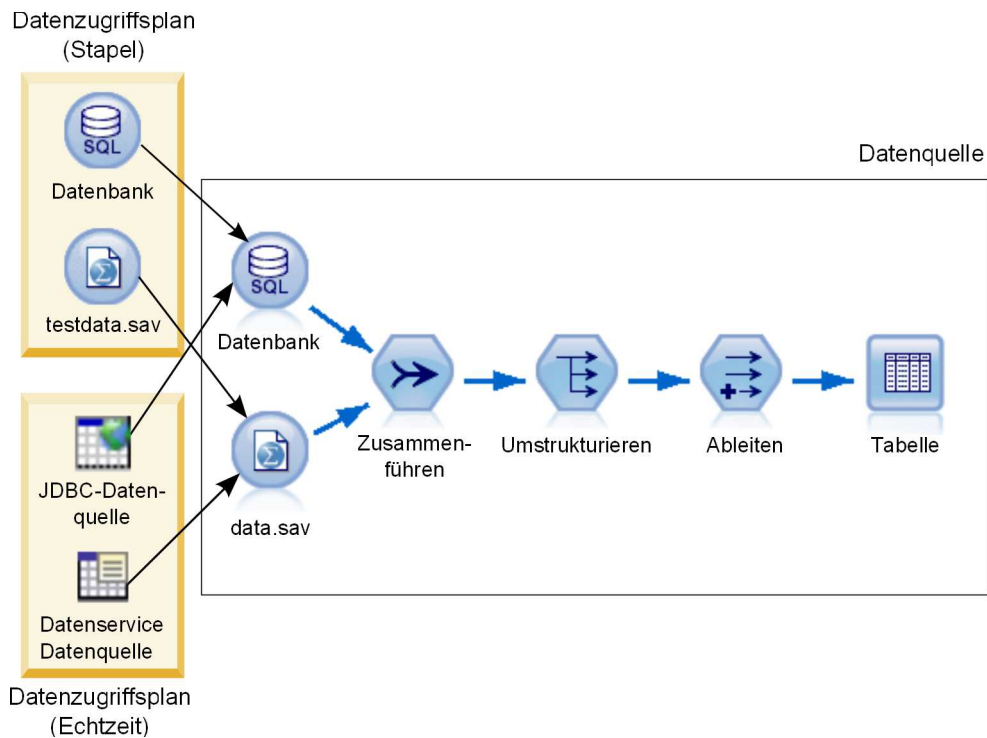 Datenzugriffsplan
(Stapel)
SQL
Datenbank
testdata.sav
JDBC-Daten-
quelle
Datenservice
Datenquelle
Datenzugriffsplan
(Echtzeit)
Datenquelle
SQL
Datenbank
data.sav
Zusammen-
führen
Umstrukturieren
Ableiten
Tabelle